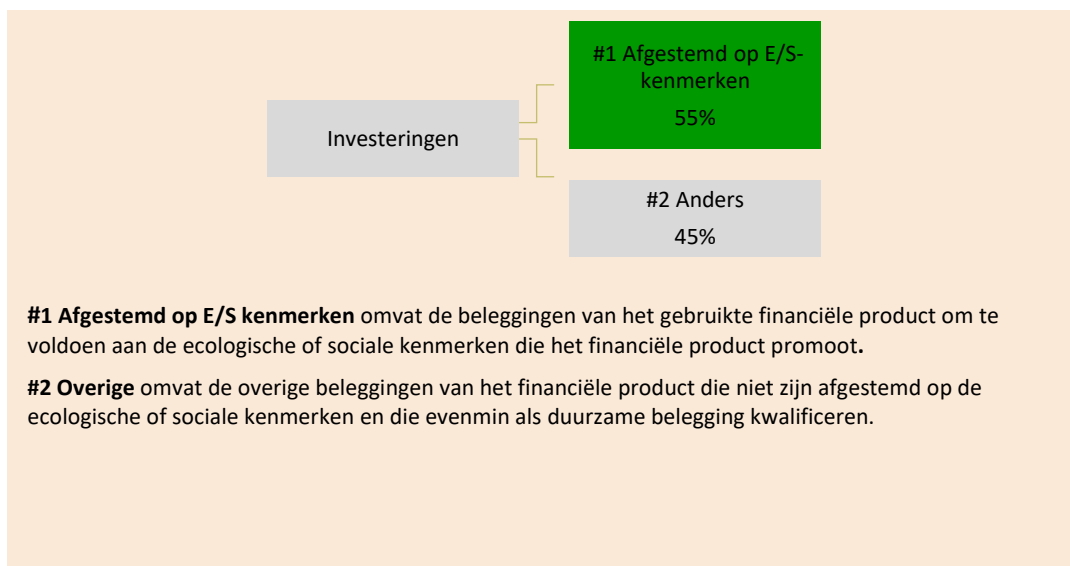 #1 Afgestemd op E/S-
kenmerken
55%
Investeringen
#2 Anders
45%
#1 Afgestemd op E/S kenmerken omvat de beleggingen van het gebruikte financiële product om te
voldoen aan de ecologische of sociale kenmerken die het financiële product promoot.
#2 Overige omvat de overige beleggingen van het financiële product die niet zijn afgestemd op de
ecologische of sociale kenmerken en die evenmin als duurzame belegging kwalificeren.